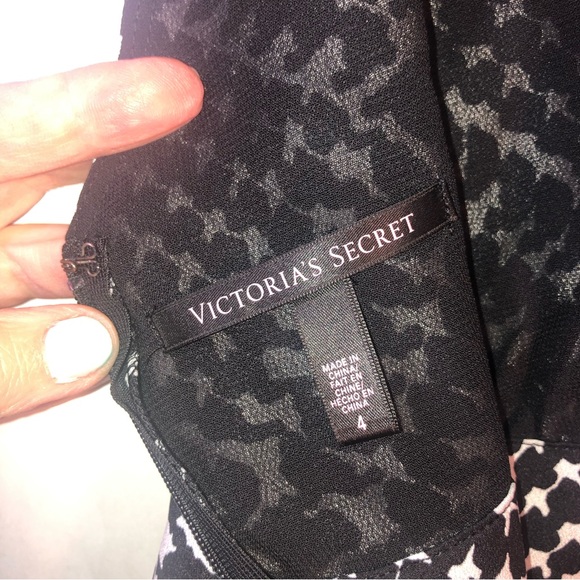 VICTORIA'S SECRET
MADE IN
CHINA/
FAIT EN
CHINE/
HECHO EN
CHINA
4